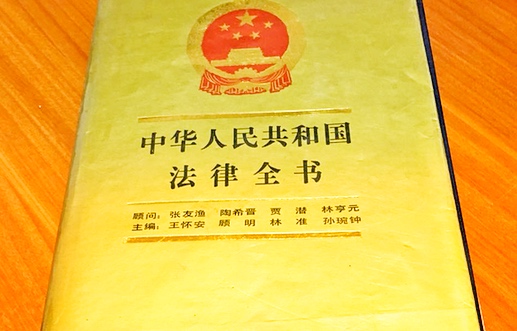 中华人民共和国
法律全书
顾问：张友渔 陶希晋 贾潜 林亨元
主编：王怀安 顾明 林准 孙琬钟